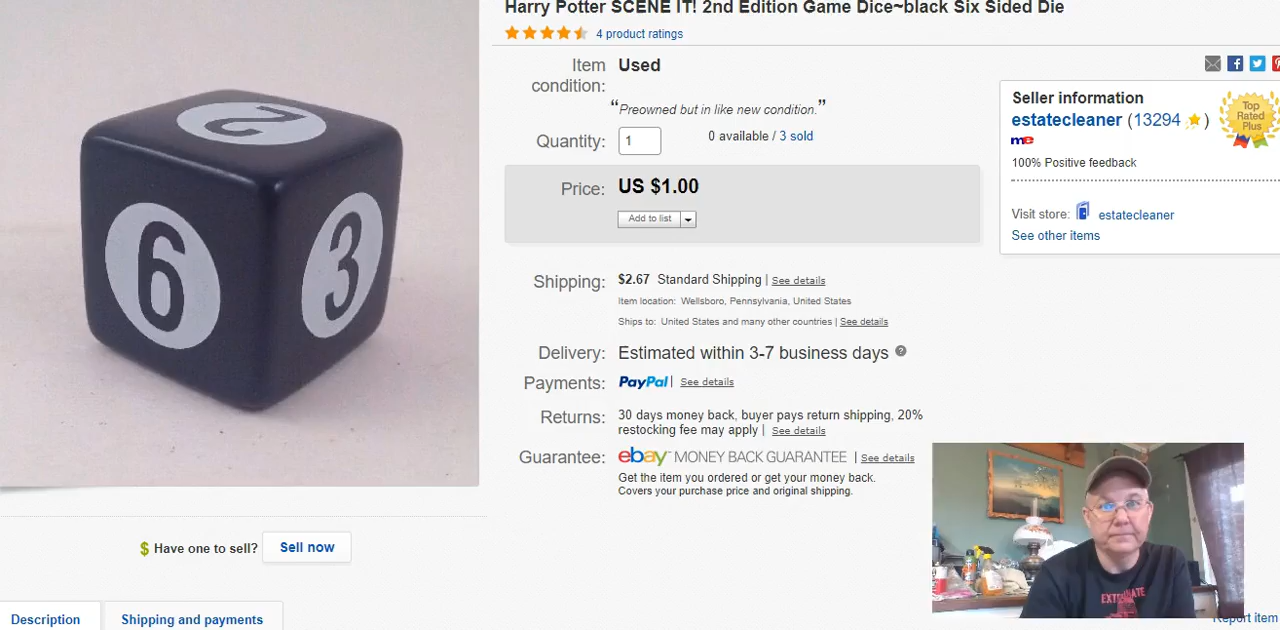 Harry Potter SCENE IT! 2nd Edition Game Dice~black Six Sided Die
4 product ratings
Item condition: Used
“Preowned but in like new condition.”
Quantity: 1 0 available / 3 sold
Price: US $1.00
Add to list
Shipping: $2.67 Standard Shipping | See details
Item location: Wellsboro, Pennsylvania, United States
Ships to: United States and many other countries | See details
Delivery: Estimated within 3-7 business days ?
Payments: PayPal | See details
Returns: 30 days money back, buyer pays return shipping, 20%
restocking fee may apply | See details
Guarantee: ebay MONEY BACK GUARANTEE | See details
Get the item you ordered or get your money back.
Covers your purchase price and original shipping.
Seller information
estatecleaner (13294 )
me
100% Positive feedback
Top
Rated
Plus
Visit store: estatecleaner
See other items
2
6
3
$ Have one to sell? Sell now
Description
Shipping and payments
EXTERMINATE
Report item